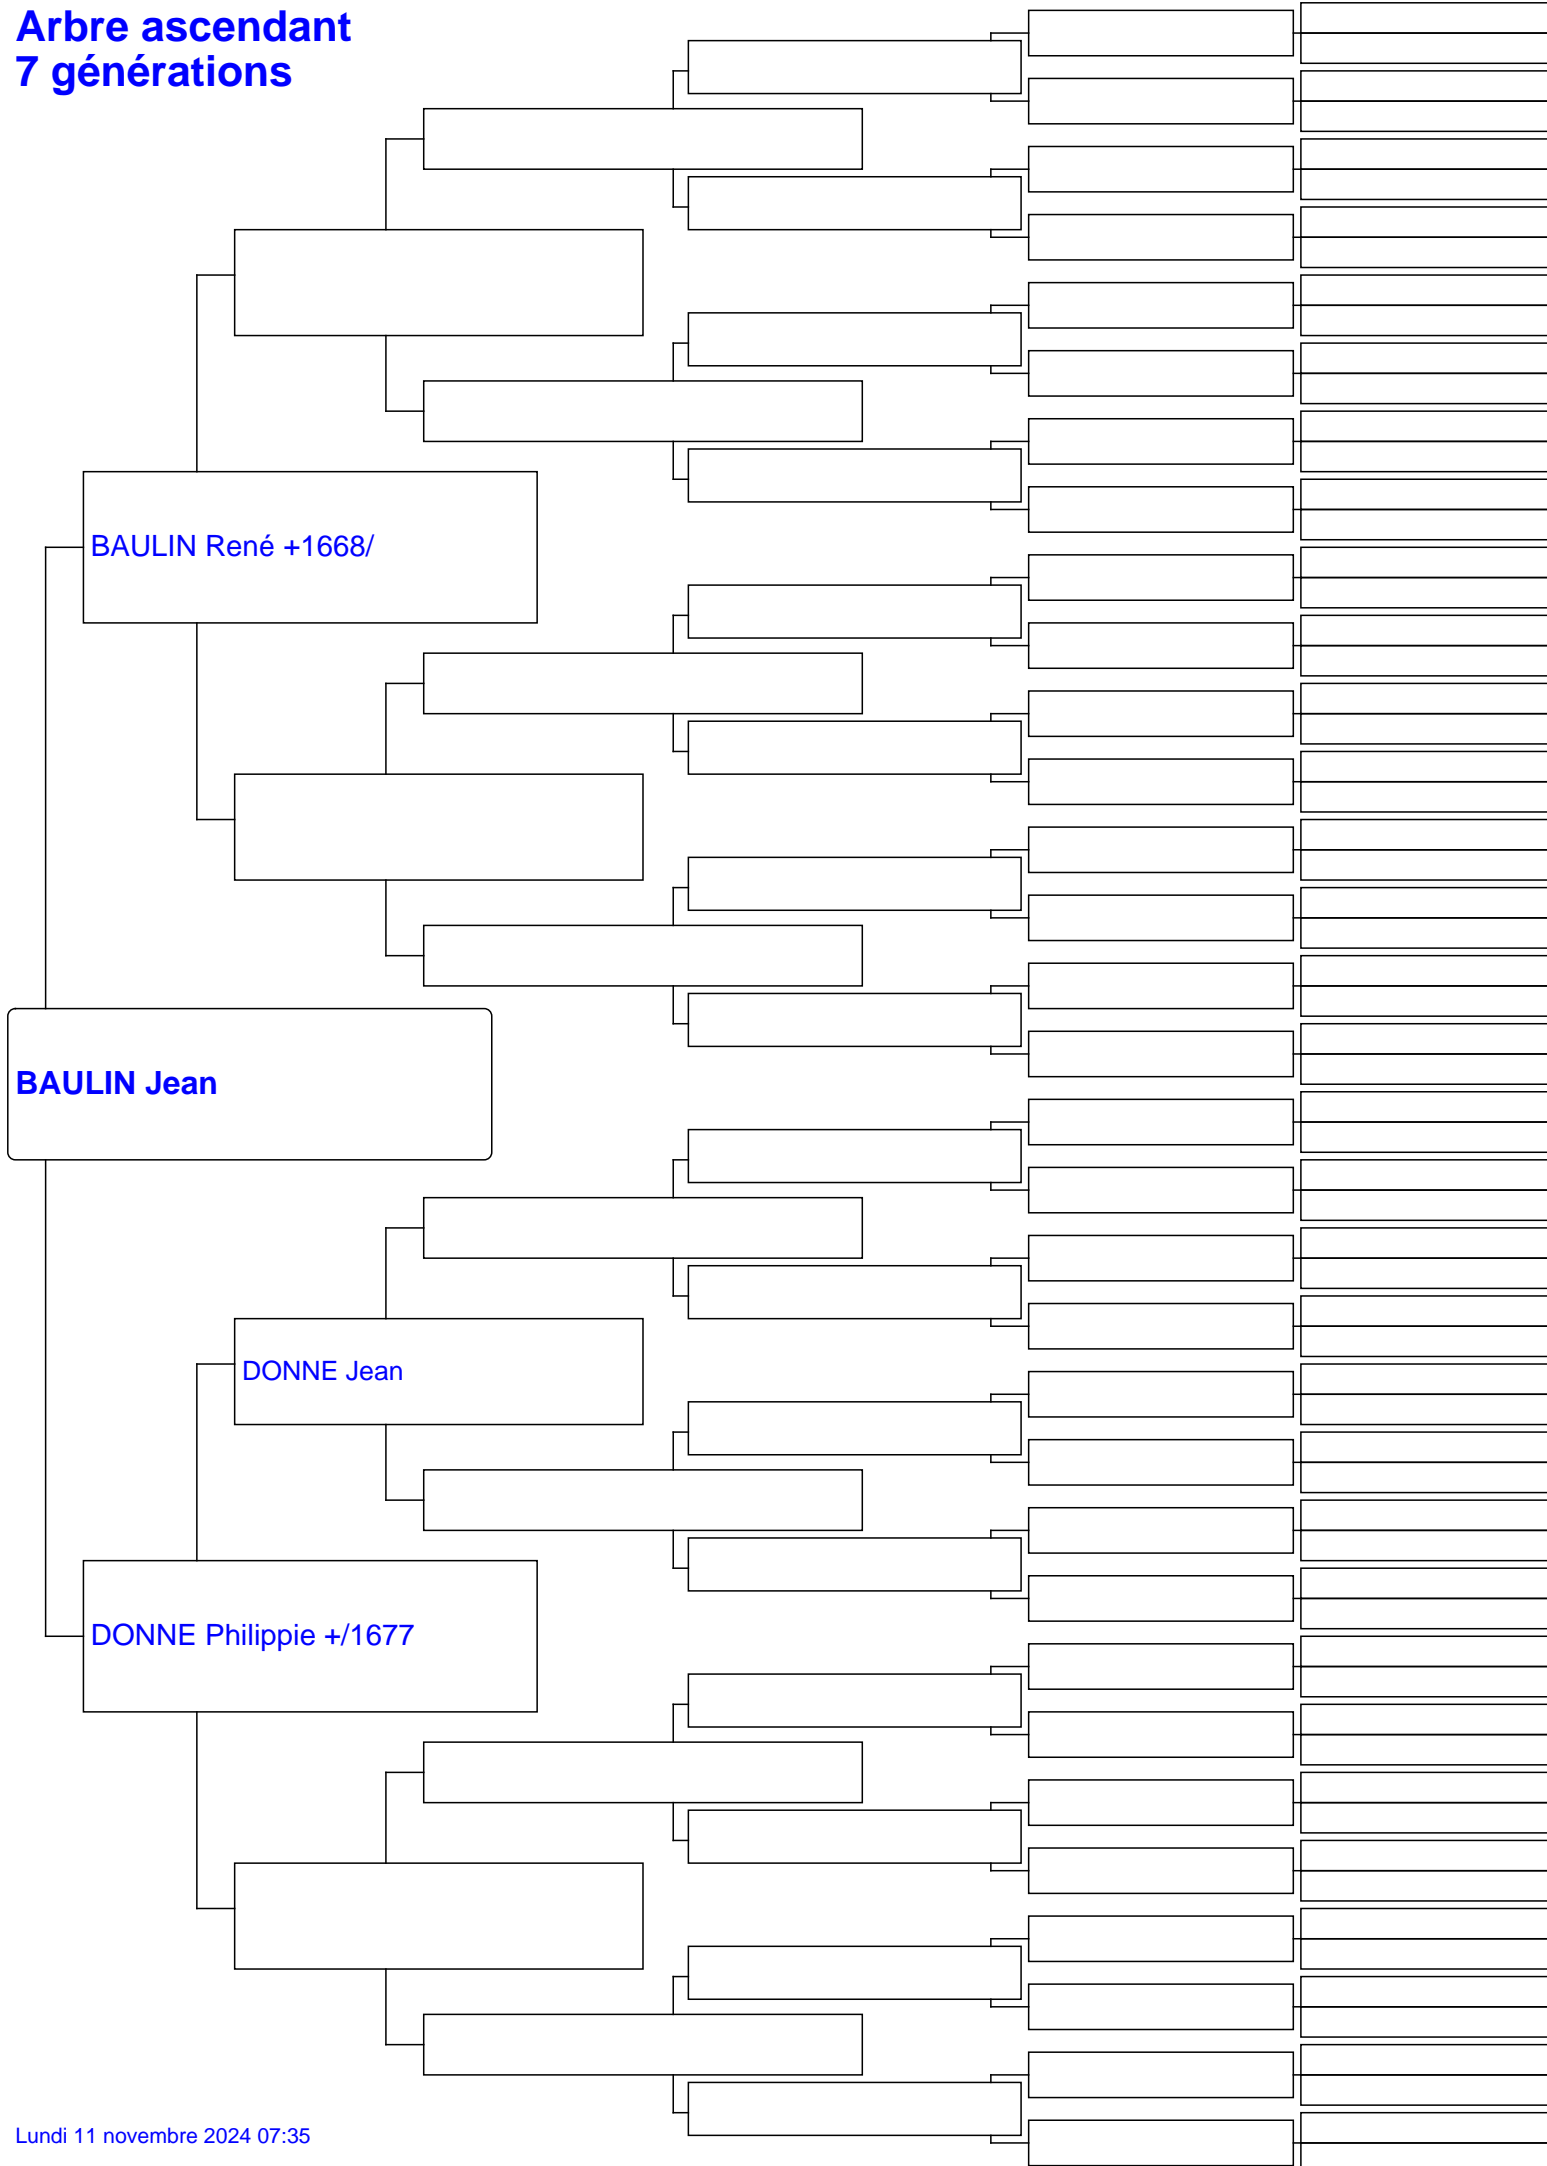 Arbre ascendant
7 générations
BAULIN René +1668/
BAULIN Jean
DONNE Jean
DONNE Philippie +/1677
Lundi 11 novembre 2024 07:35